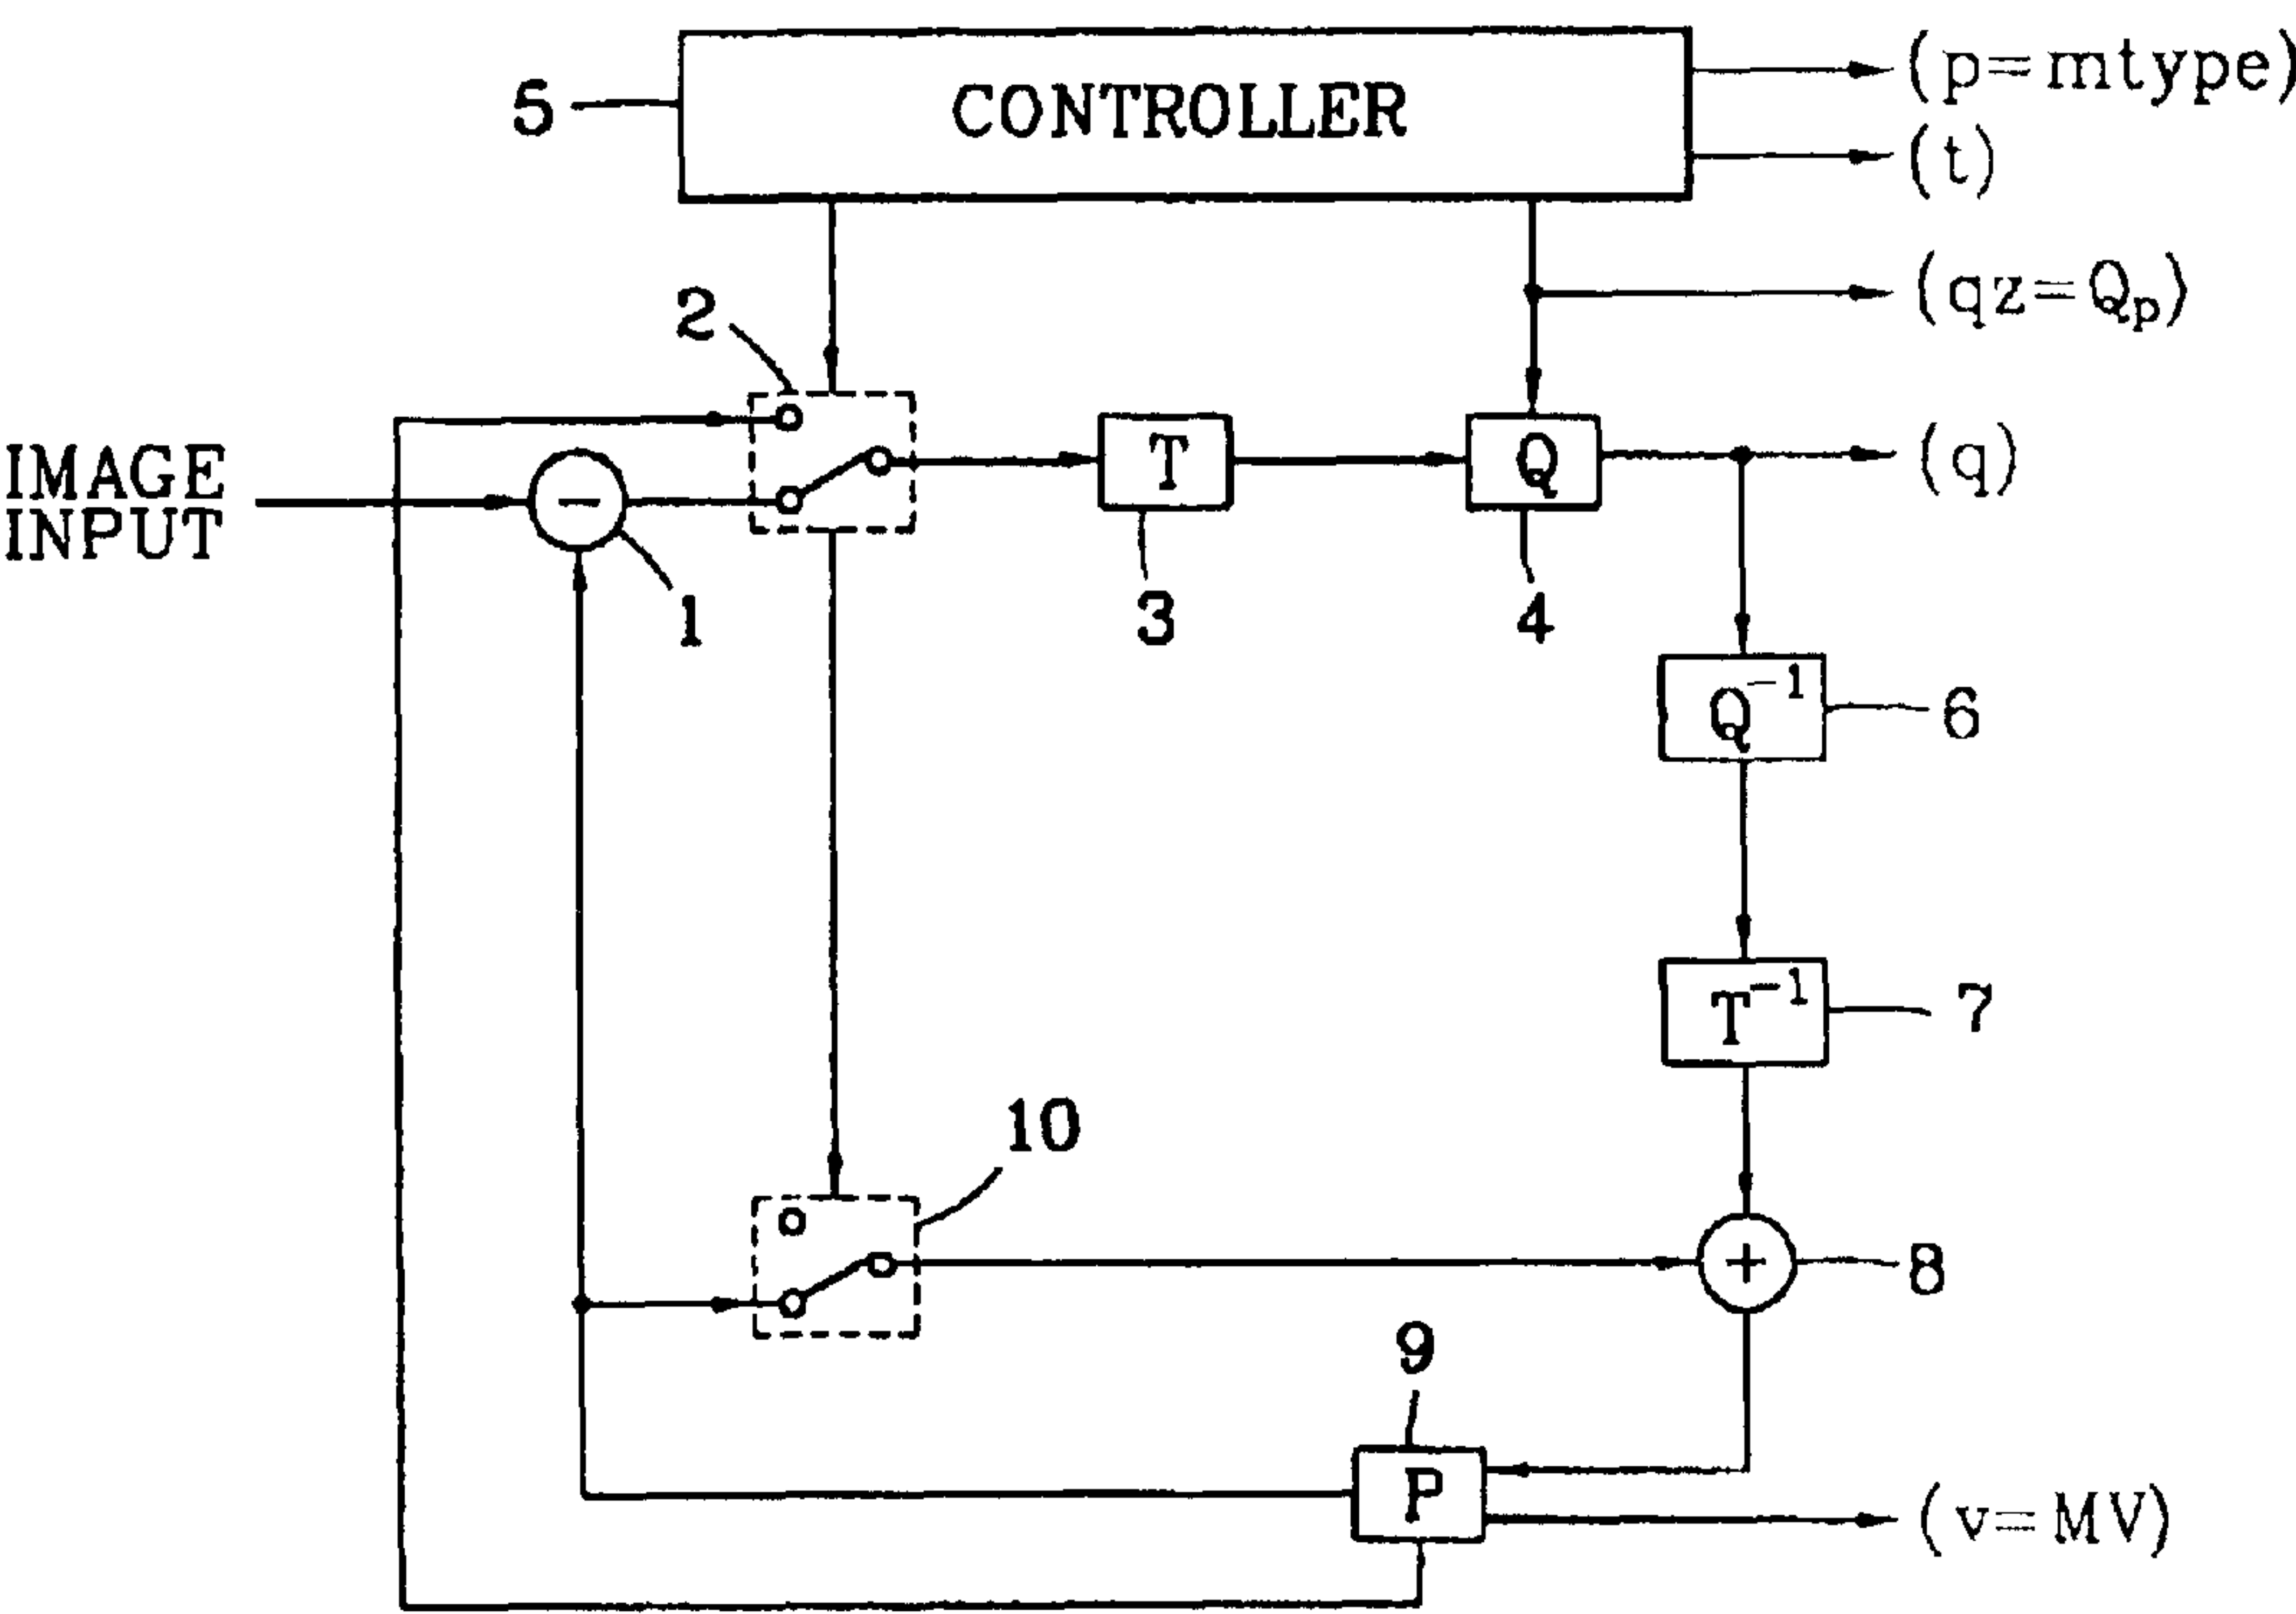 5
CONTROLLER
(p=mtype)
(t)
2
(qz=Qp)
IMAGE
INPUT
−
T
Q
(q)
1
3
4
Q-1
6
T-1
7
10
+
8
9
P
(v=MV)